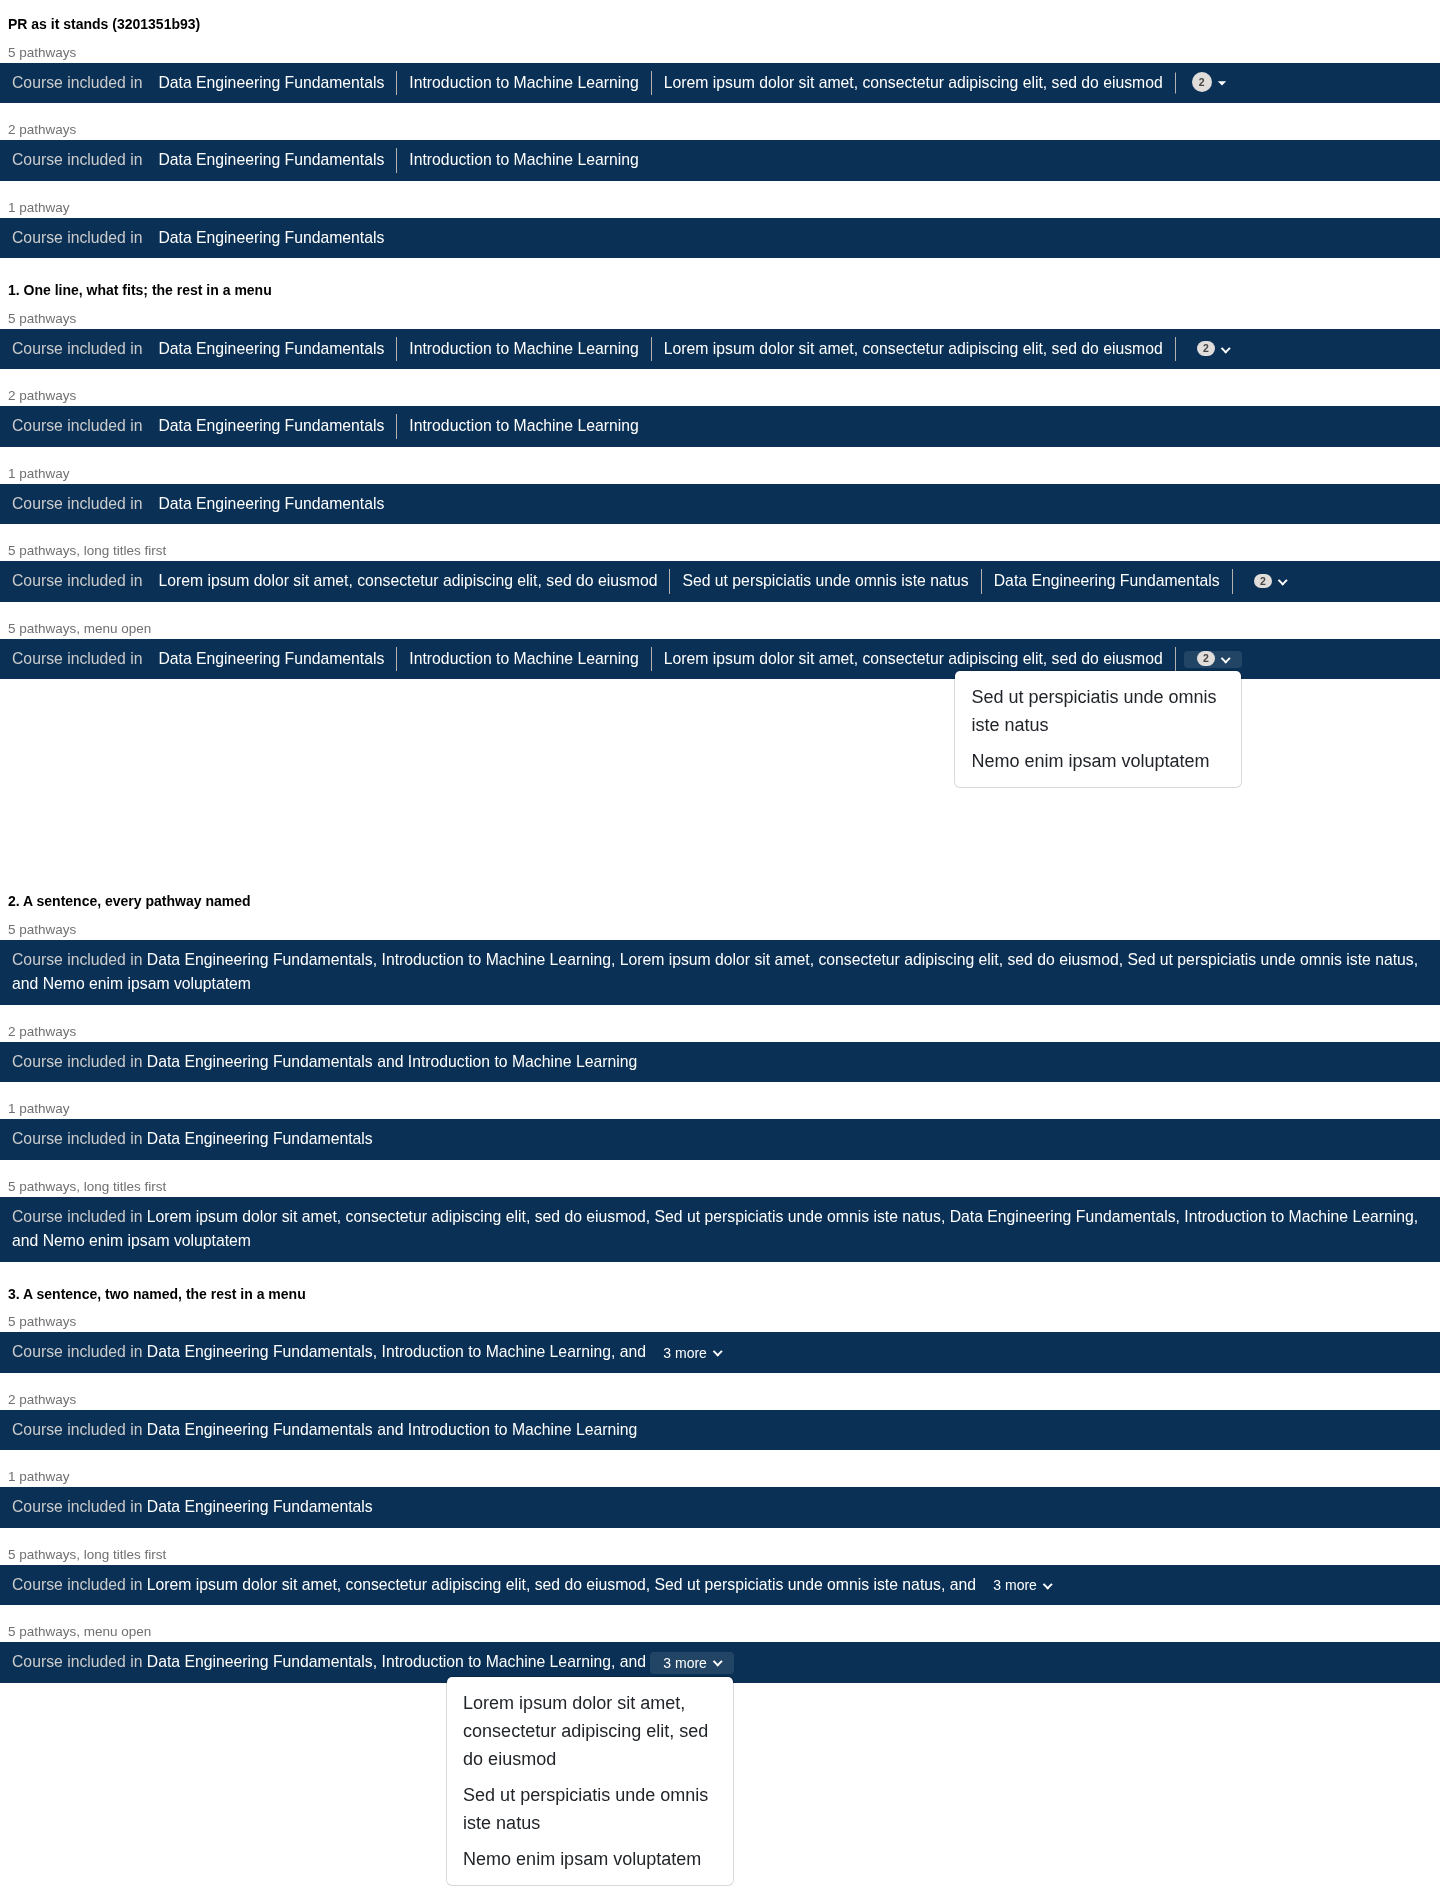 PR as it stands (3201351b93)
5 pathways
Course included in Data Engineering Fundamentals Introduction to Machine Learning Lorem ipsum dolor sit amet, consectetur adipiscing elit, sed do eiusmod 2
2 pathways
Course included in Data Engineering Fundamentals Introduction to Machine Learning
1 pathway
Course included in Data Engineering Fundamentals
1. One line, what fits; the rest in a menu
5 pathways
Course included in Data Engineering Fundamentals Introduction to Machine Learning Lorem ipsum dolor sit amet, consectetur adipiscing elit, sed do eiusmod 2
2 pathways
Course included in Data Engineering Fundamentals Introduction to Machine Learning
1 pathway
Course included in Data Engineering Fundamentals
5 pathways, long titles first
Course included in Lorem ipsum dolor sit amet, consectetur adipiscing elit, sed do eiusmod Sed ut perspiciatis unde omnis iste natus Data Engineering Fundamentals 2
5 pathways, menu open
Course included in Data Engineering Fundamentals Introduction to Machine Learning Lorem ipsum dolor sit amet, consectetur adipiscing elit, sed do eiusmod 2
Sed ut perspiciatis unde omnis
iste natus
Nemo enim ipsam voluptatem
2. A sentence, every pathway named
5 pathways
Course included in Data Engineering Fundamentals, Introduction to Machine Learning, Lorem ipsum dolor sit amet, consectetur adipiscing elit, sed do eiusmod, Sed ut perspiciatis unde omnis iste natus,
and Nemo enim ipsam voluptatem
2 pathways
Course included in Data Engineering Fundamentals and Introduction to Machine Learning
1 pathway
Course included in Data Engineering Fundamentals
5 pathways, long titles first
Course included in Lorem ipsum dolor sit amet, consectetur adipiscing elit, sed do eiusmod, Sed ut perspiciatis unde omnis iste natus, Data Engineering Fundamentals, Introduction to Machine Learning,
and Nemo enim ipsam voluptatem
3. A sentence, two named, the rest in a menu
5 pathways
Course included in Data Engineering Fundamentals, Introduction to Machine Learning, and 3 more
2 pathways
Course included in Data Engineering Fundamentals and Introduction to Machine Learning
1 pathway
Course included in Data Engineering Fundamentals
5 pathways, long titles first
Course included in Lorem ipsum dolor sit amet, consectetur adipiscing elit, sed do eiusmod, Sed ut perspiciatis unde omnis iste natus, and 3 more
5 pathways, menu open
Course included in Data Engineering Fundamentals, Introduction to Machine Learning, and 3 more
Lorem ipsum dolor sit amet,
consectetur adipiscing elit, sed
do eiusmod
Sed ut perspiciatis unde omnis
iste natus
Nemo enim ipsam voluptatem